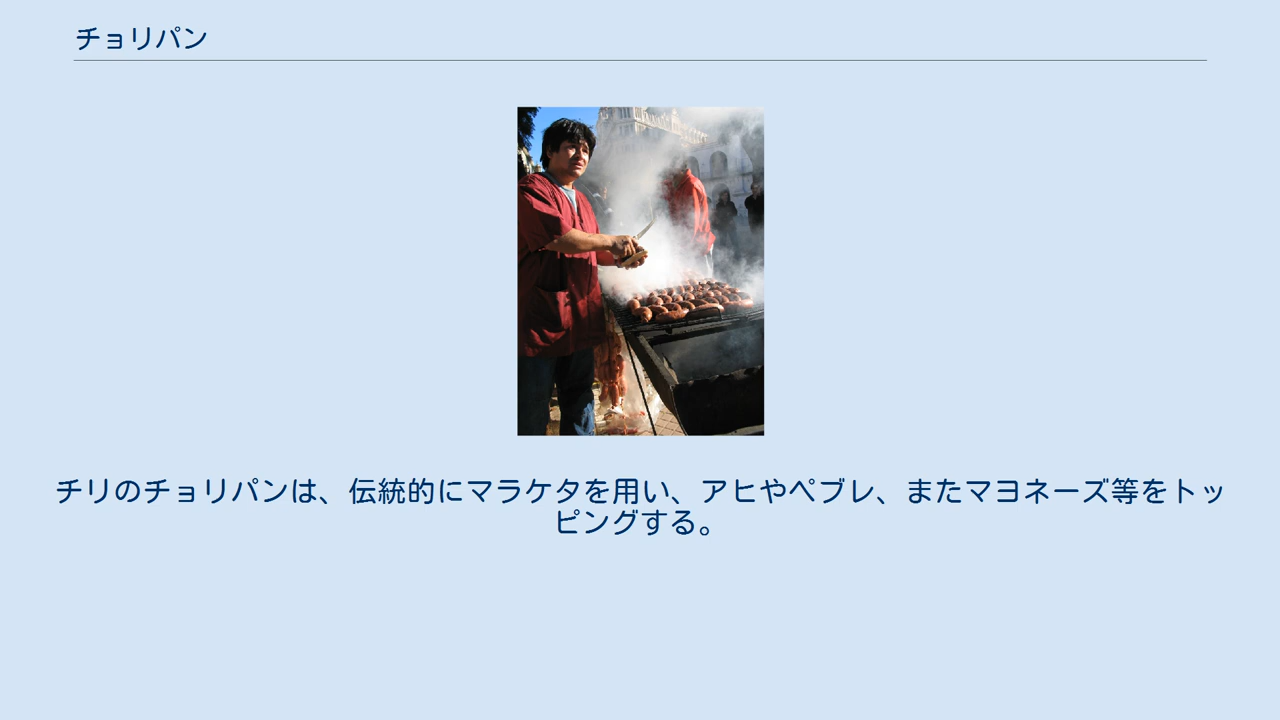 チョリパン
チリのチョリパンは、伝統的にマラケタを用い、アヒやペブレ、またマヨネーズ等をトッ
ピングする。